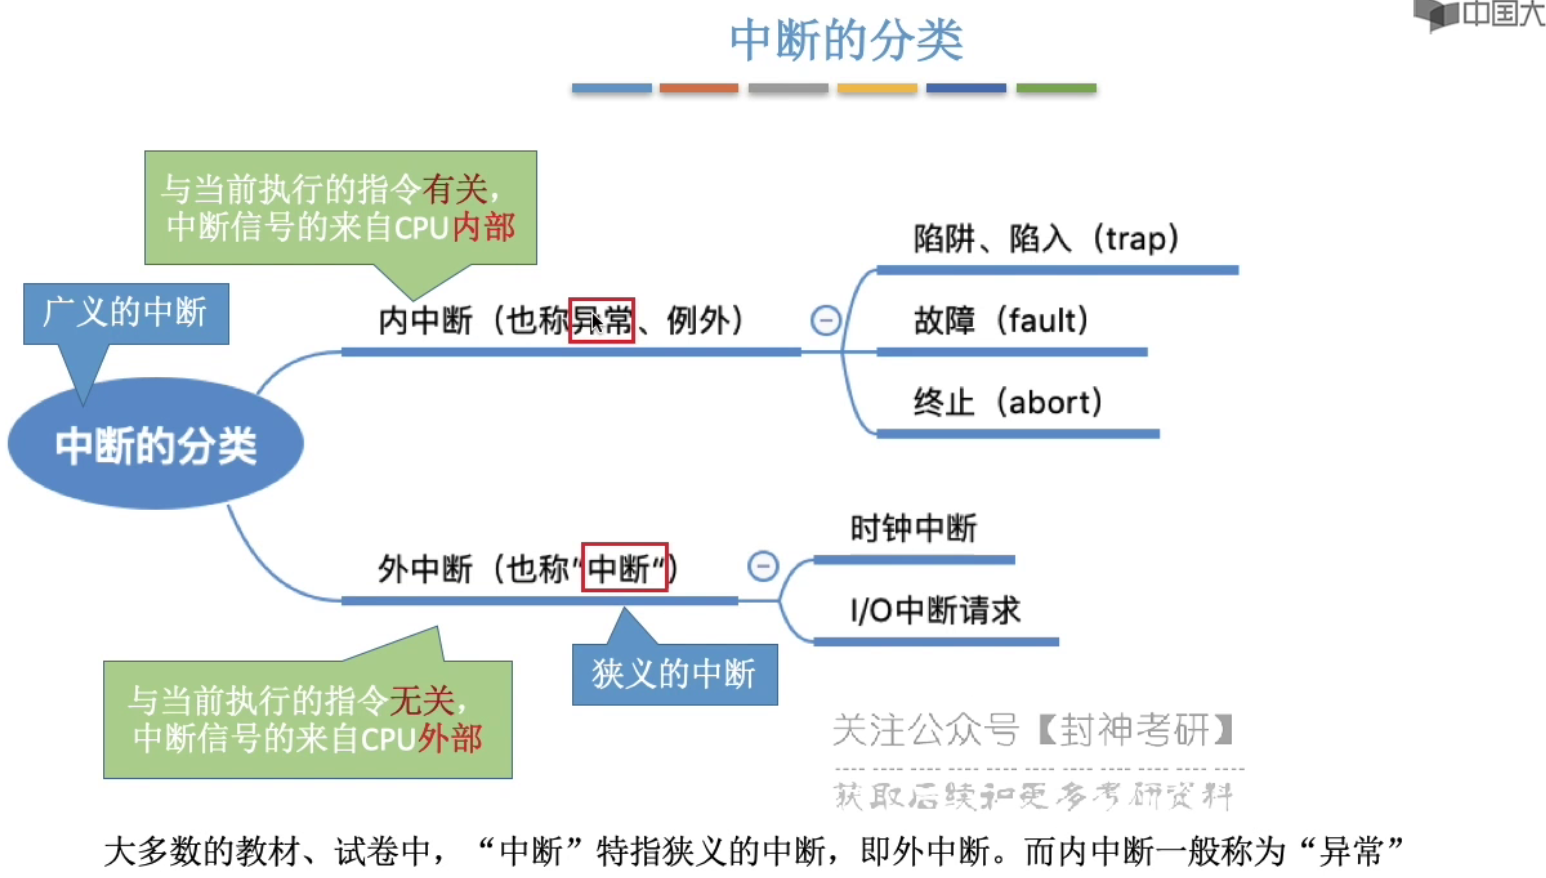 中国大
中断的分类
与当前执行的指令有关，
中断信号的来自CPU内部
广义的中断
内中断（也称异常、例外）
陷阱、陷入（trap）
故障（fault）
终止（abort）
中断的分类
外中断（也称"中断"）
时钟中断
I/O中断请求
狭义的中断
与当前执行的指令无关，
中断信号的来自CPU外部
关注公众号【封神考研】
获取后续和更多考研资料
大多数的教材、试卷中，“中断”特指狭义的中断，即外中断。而内中断一般称为“异常”